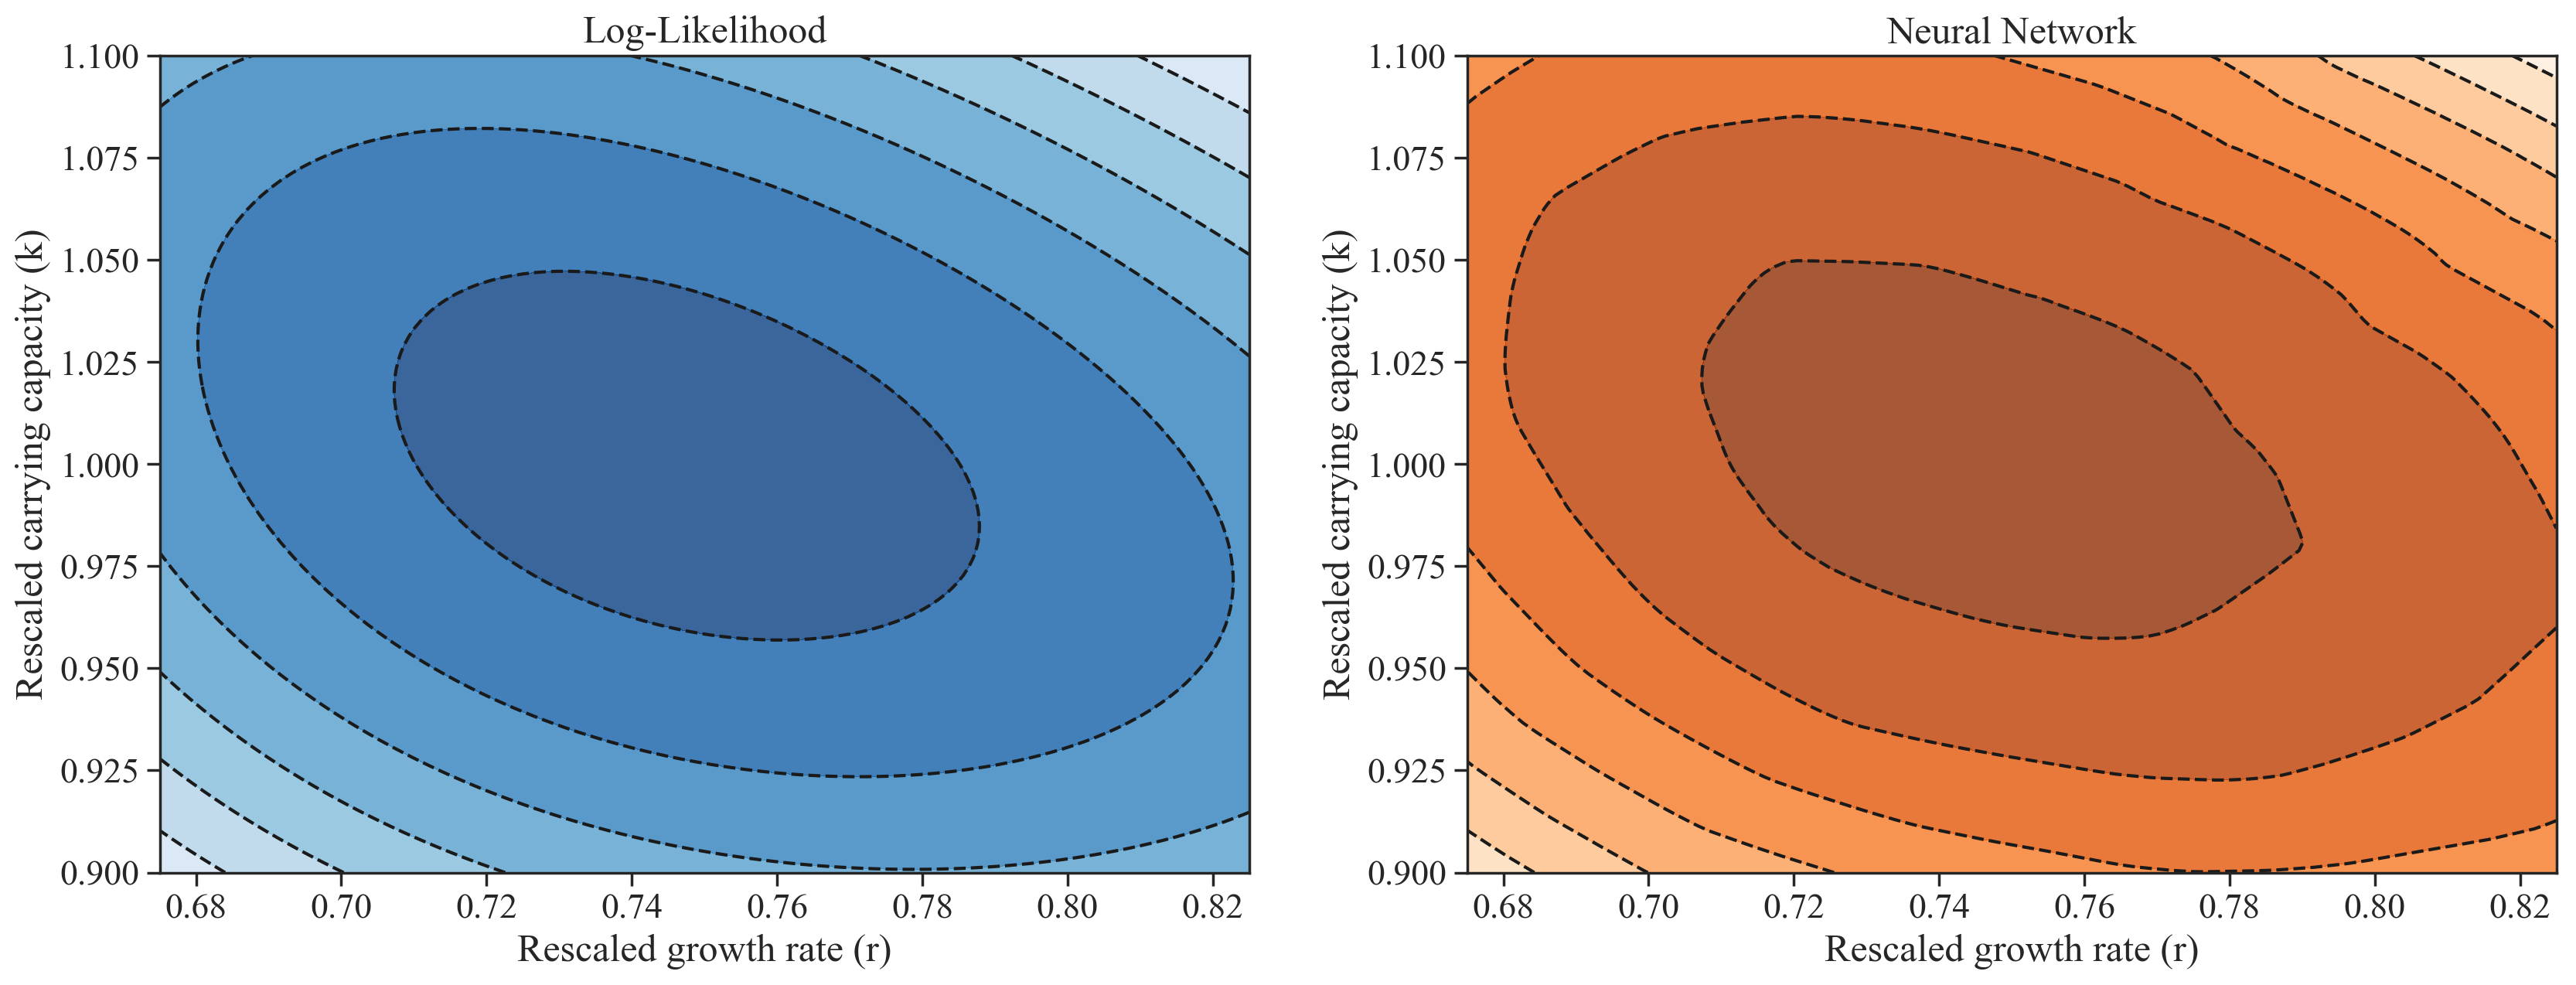 Log-Likelihood
1.100
1.075
1.050
1.025
1.000
0.975
0.950
0.925
0.900
Rescaled carrying capacity (k)
0.68 0.70 0.72 0.74 0.76 0.78 0.80 0.82
Rescaled growth rate (r)
Neural Network
1.100
1.075
1.050
1.025
1.000
0.975
0.950
0.925
0.900
Rescaled carrying capacity (k)
0.68 0.70 0.72 0.74 0.76 0.78 0.80 0.82
Rescaled growth rate (r)